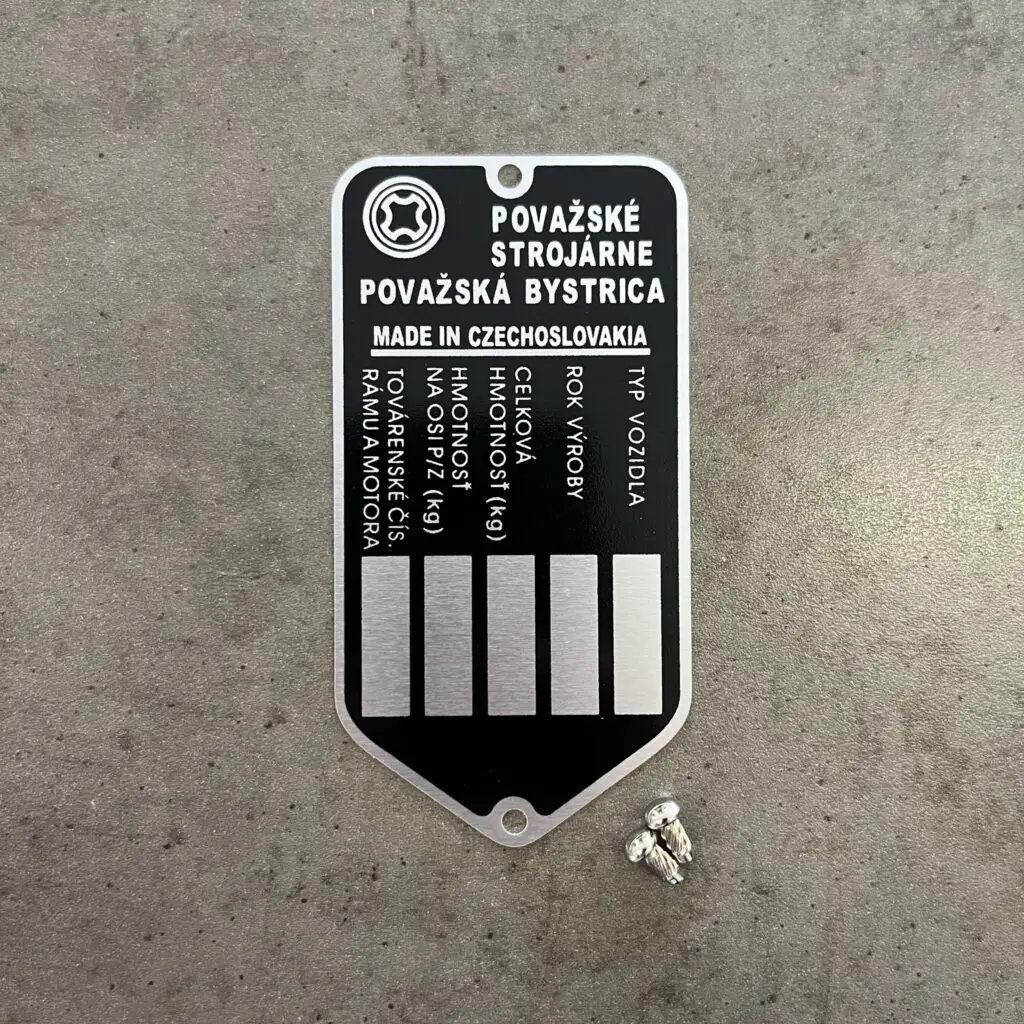 POVAŽSKÉ
STROJÁRNE
POVAŽSKÁ BYSTRICA
MADE IN CZECHOSLOVAKIA
TYP VOZIDLA
ROK VÝROBY
CELKOVÁ
HMOTNOSŤ (kg)
HMOTNOSŤ
NA OSI P/Z (kg)
TOVÁRENSKÉ ČÍS.
RÁMU A MOTORA